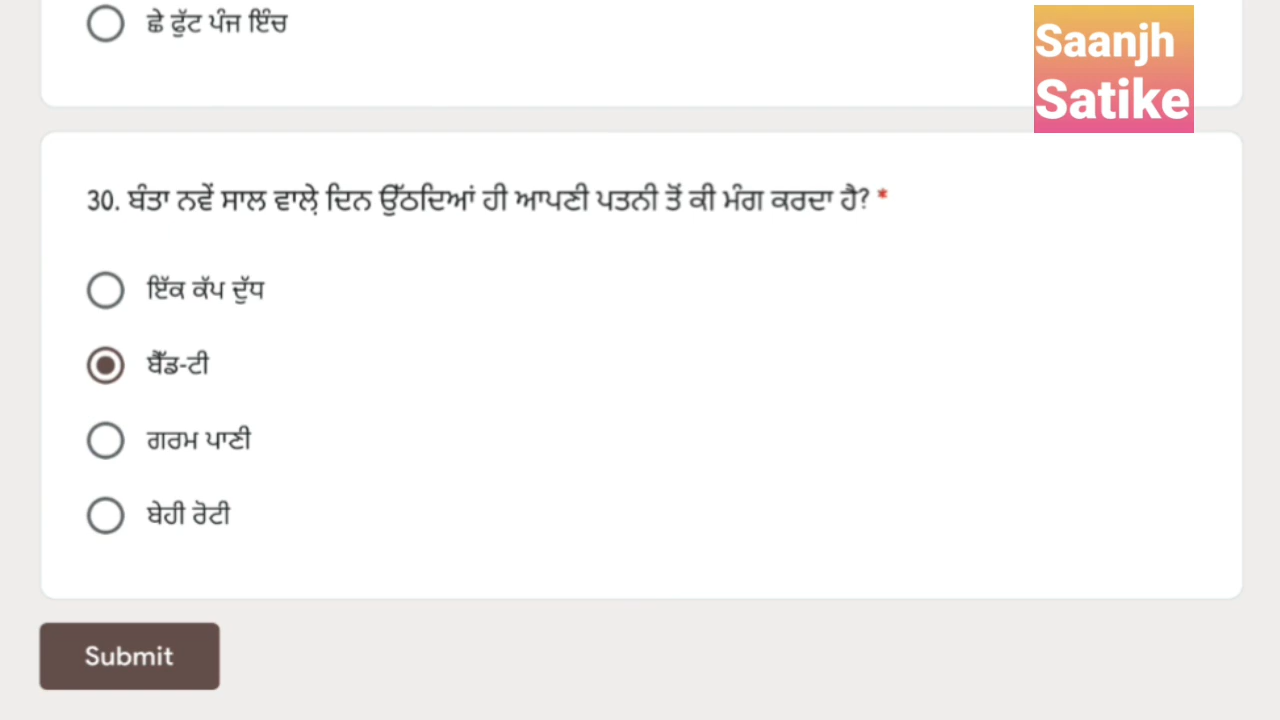 ਛੇ ਫੁੱਟ ਪੰਜ ਇੰਚ
Saanjh
Satike
30. ਬੰਤਾ ਨਵੇਂ ਸਾਲ ਵਾਲੇ਼ ਦਿਨ ਉੱਠਦਿਆਂ ਹੀ ਆਪਣੀ ਪਤਨੀ ਤੋਂ ਕੀ ਮੰਗ ਕਰਦਾ ਹੈ? *
ਇੱਕ ਕੱਪ ਦੁੱਧ
ਬੈੱਡ-ਟੀ
ਗਰਮ ਪਾਣੀ
ਬੇਹੀ ਰੋਟੀ
Submit